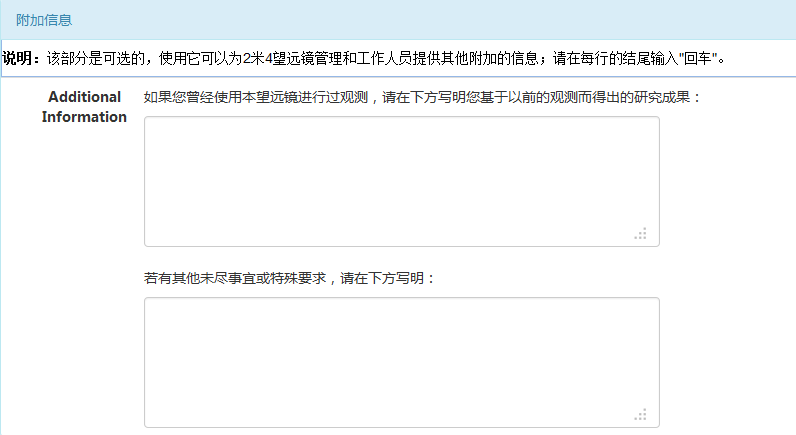 附加信息
说明：该部分是可选的，使用它可以为2米4望远镜管理和工作人员提供其他附加的信息；请在每行的结尾输入"回车"。
Additional
Information
如果您曾经使用本望远镜进行过观测，请在下方写明您基于以前的观测而得出的研究成果：
若有其他未尽事宜或特殊要求，请在下方写明：